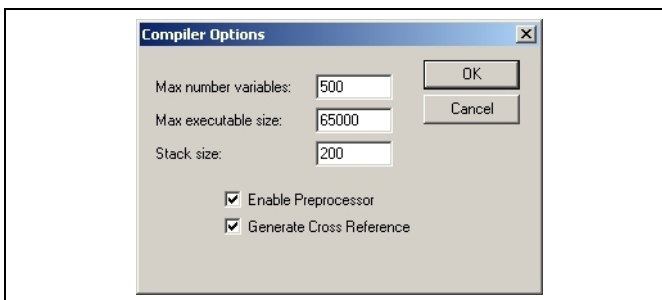 Compiler Options
Max number variables: 500
OK
Max executable size: 65000
Cancel
Stack size: 200
Enable Preprocessor
Generate Cross Reference